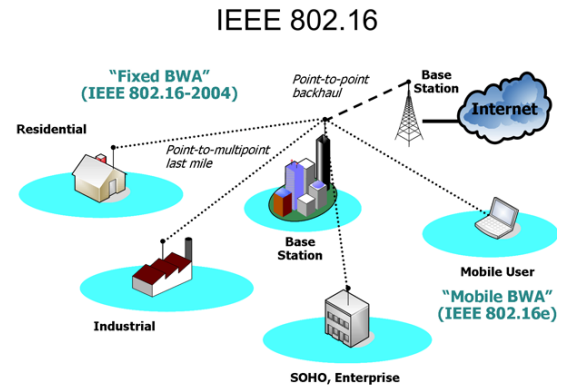 IEEE 802.16
“Fixed BWA”
(IEEE 802.16-2004)
Point-to-point
backhaul
Base
Station
Internet
Residential
Point-to-multipoint
last mile
Base
Station
Mobile User
Industrial
“Mobile BWA”
(IEEE 802.16e)
SOHO, Enterprise